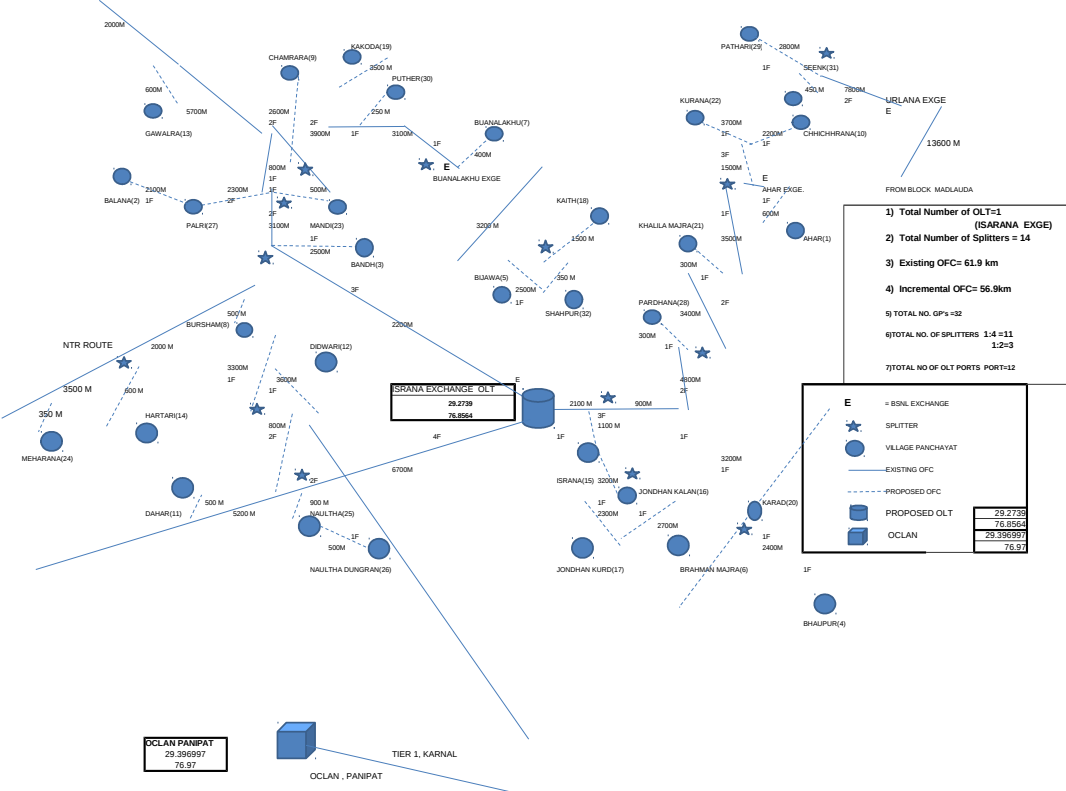 2000M
KAKODA(19)
CHAMRARA(9)
3500 M
PUTHER(30)
PATHARI(29)
2800M
1F
SEENK(31)
600M
5700M
GAWALRA(13)
2600M
2F
2F
3900M
1F
250 M
3100M
1F
BUANALAKHU(7)
400M
E
BUANALAKHU EXGE
KURANA(22)
450 M
7800M
2F
URLANA EXGE
E
3700M
1F
2200M
1F
CHHICHHRANA(10)
13600 M
3F
1500M
800M
1F
1F
500M
BALANA(2)
2100M
1F
2300M
2F
PALRI(27)
2F
3100M
MANDI(23)
1F
2500M
BANDH(3)
3F
KAITH(18)
3200 M
1500 M
E
AHAR EXGE.
1F
600M
AHAR(1)
FROM BLOCK MADLAUDA
KHALILA MAJRA(21)
1F
3500M
300M
1F
1) Total Number of OLT=1
(ISARANA EXGE)
2) Total Number of Splitters = 14
3) Existing OFC= 61.9 km
4) Incremental OFC= 56.9km
5) TOTAL NO. GP's =32
6)TOTAL NO. OF SPLITTERS 1:4 =11
1:2=3
7)TOTAL NO OF OLT PORTS PORT=12
BIJAWA(5)
2500M
1F
350 M
SHAHPUR(32)
PARDHANA(28)
3400M
2F
300M
1F
500 M
BURSHAM(8)
2200M
NTR ROUTE
2000 M
DIDWARI(12)
3300M
1F
3600M
1F
3500 M
600 M
350 M
HARTARI(14)
MEHARANA(24)
800M
2F
ISRANA EXCHANGE OLT
29.2739
76.8564
E
2100 M
900M
3F
1100 M
4800M
2F
4F
1F
1F
E
= BSNL EXCHANGE
SPLITTER
VILLAGE PANCHAYAT
EXISTING OFC
PROPOSED OFC
PROPOSED OLT
OCLAN
29.2739
76.8564
29.396997
76.97
6700M
3200M
1F
ISRANA(15)
3200M
JONDHAN KALAN(16)
1F
2300M
1F
KARAD(20)
2F
DAHAR(11)
500 M
5200 M
900 M
NAULTHA(25)
1F
500M
NAULTHA DUNGRAN(26)
2700M
1F
2400M
JONDHAN KURD(17)
BRAHMAN MAJRA(6)
1F
BHAUPUR(4)
OCLAN PANIPAT
29.396997
76.97
TIER 1, KARNAL
OCLAN , PANIPAT